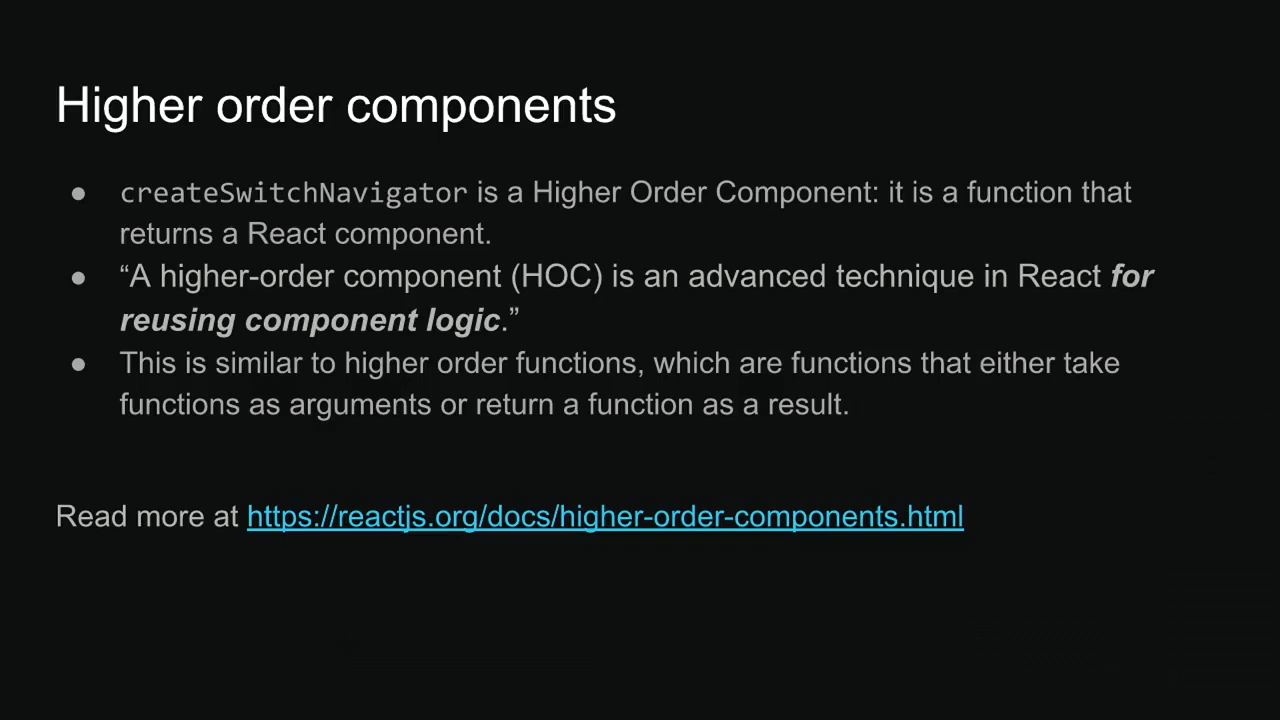 Higher order components
● createSwitchNavigator is a Higher Order Component: it is a function that
returns a React component.
● “A higher-order component (HOC) is an advanced technique in React for
reusing component logic.”
● This is similar to higher order functions, which are functions that either take
functions as arguments or return a function as a result.
Read more at https://reactjs.org/docs/higher-order-components.html